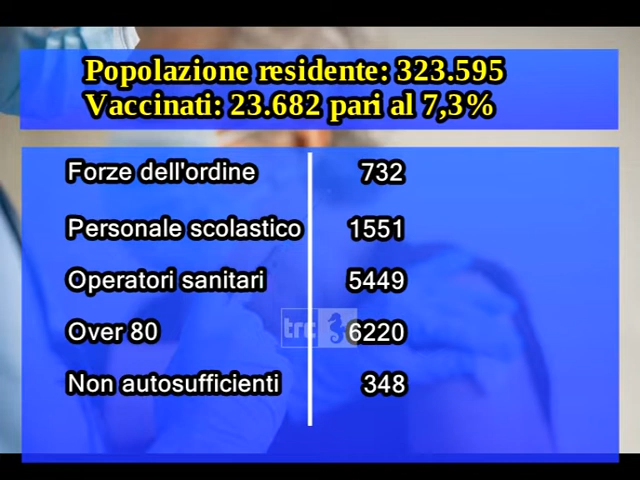 Popolazione residente: 323.595
Vaccinati: 23.682 pari al 7,3%
Forze dell'ordine 732
Personale scolastico 1551
Operatori sanitari 5449
trc
Over 80 6220
Non autosufficienti 348